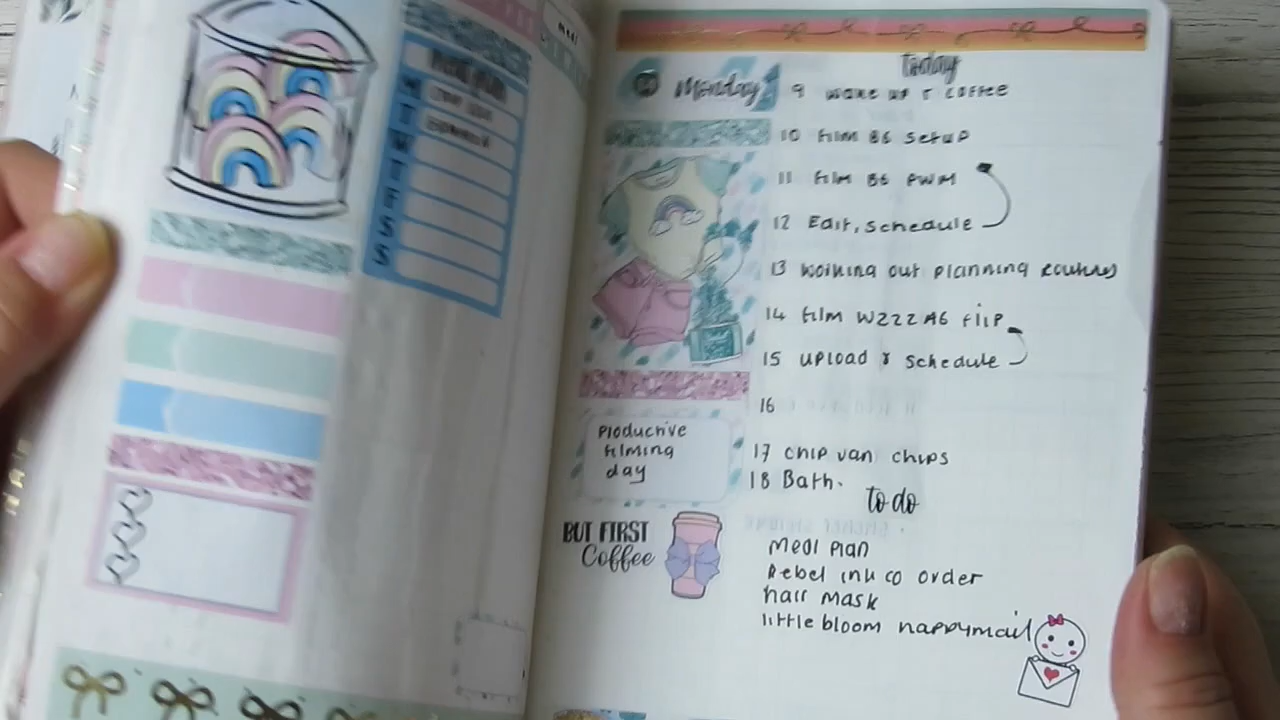 M
T
W
T
F
S
S
Monday
today
9 wake up & coffee
10 film B6 setup
11 film B6 PWM
12 Edit, schedule
13 working out planning routines
14 film W222 A6 flip
15 upload & schedule
16
17 chip van chips
18 Bath.
Productive
filming
day
BUT FIRST
Coffee
to do
Meal Plan
Rebel ink co order
hair mask
little bloom happymail